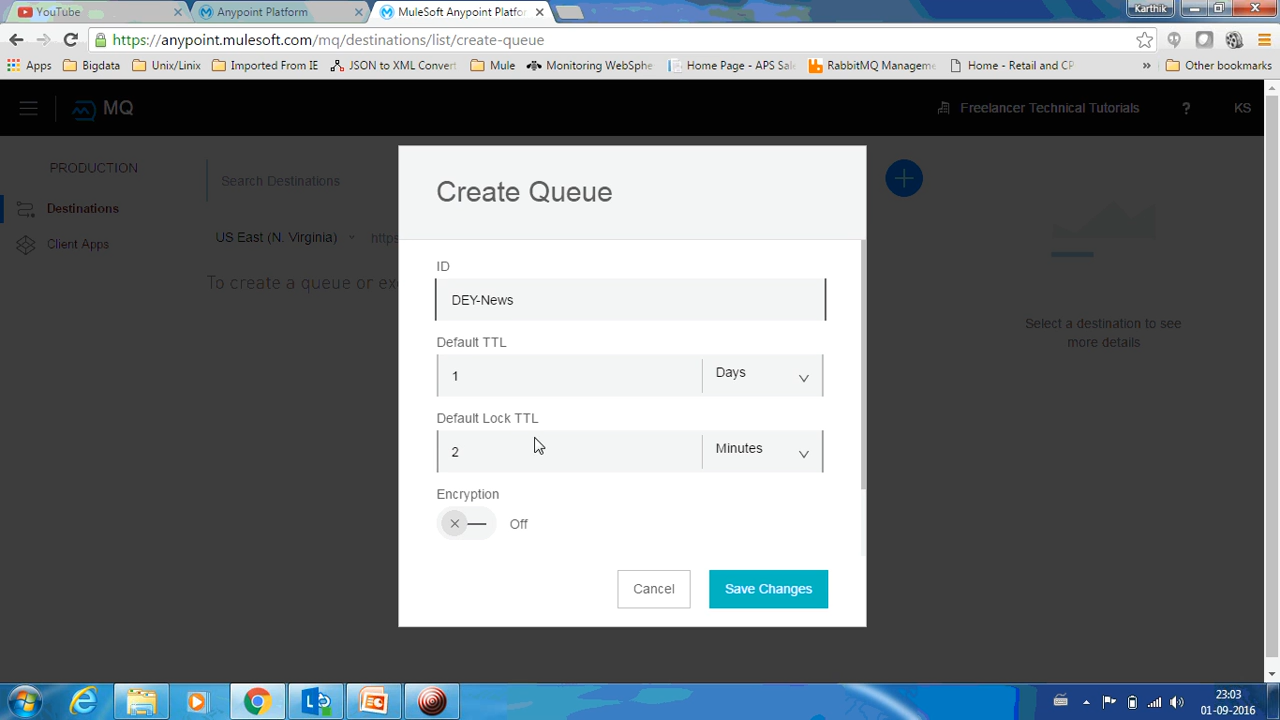 YouTube
Anypoint Platform
MuleSoft Anypoint Platfor
Karthik
https://anypoint.mulesoft.com/mq/destinations/list/create-queue
Apps Bigdata Unix/Linix Imported From IE JSON to XML Convert Mule Monitoring WebSphe Home Page - APS Sale RabbitMQ Manageme Home - Retail and CP » Other bookmarks
MQ
Freelancer Technical Tutorials ? KS
PRODUCTION
Search Destinations
Destinations
US East (N. Virginia) https
Client Apps
To create a queue or exc
Select a destination to see
more details
Create Queue
ID
DEY-News
Default TTL
1 Days
Default Lock TTL
2 Minutes
Encryption
Off
Cancel Save Changes
23:03
01-09-2016